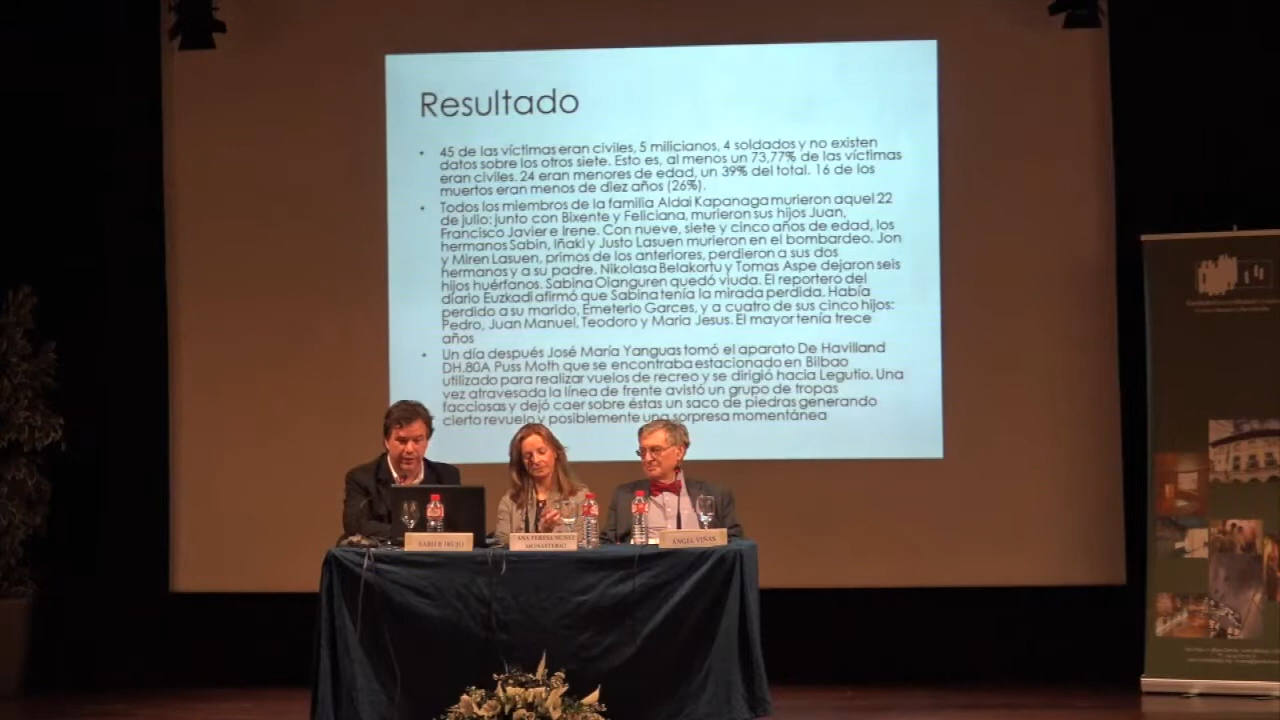 Resultado
• 45 de las víctimas eran civiles, 5 milicianos, 4 soldados y no existen
datos sobre los otros siete. Esto es, al menos un 73,77% de las víctimas
eran civiles. 24 eran menores de edad, un 39% del total. 16 de los
muertos eran menos de diez años (26%).
• Todos los miembros de la familia Aldai Kapanaga murieron aquel 22
de julio: junto con Bixente y Feliciana, murieron sus hijos Juan,
Francisco Javier e Irene. Con nueve, siete y cinco años de edad, los
hermanos Sabin, Iñaki y Justo Lasuen murieron en el bombardeo. Jon
y Miren Lasuen, primos de los anteriores, perdieron a sus dos
hermanos y a su padre. Nikolasa Belakortu y Tomas Aspe dejaron seis
hijos huérfanos. Sabina Olanguren quedó viuda. El reportero del
diario Euzkadi afirmó que Sabina tenía la mirada perdida. Había
perdido a su marido, Emeterio Garces, y a cuatro de sus cinco hijos:
Pedro, Juan Manuel, Teodoro y Maria Jesus. El mayor tenía trece
años
• Un día después José María Yanguas tomó el aparato De Havilland
DH.80A Puss Moth que se encontraba estacionado en Bilbao
utilizado para realizar vuelos de recreo y se dirigió hacia Legutio. Una
vez atravesada la línea de frente avistó un grupo de tropas
facciosas y dejó caer sobre éstas un saco de piedras generando
cierto revuelo y posiblemente una sorpresa momentánea
XABIER IRUJO
ANA TERESA NÚÑEZ
MONASTERIO
ÁNGEL VIÑAS